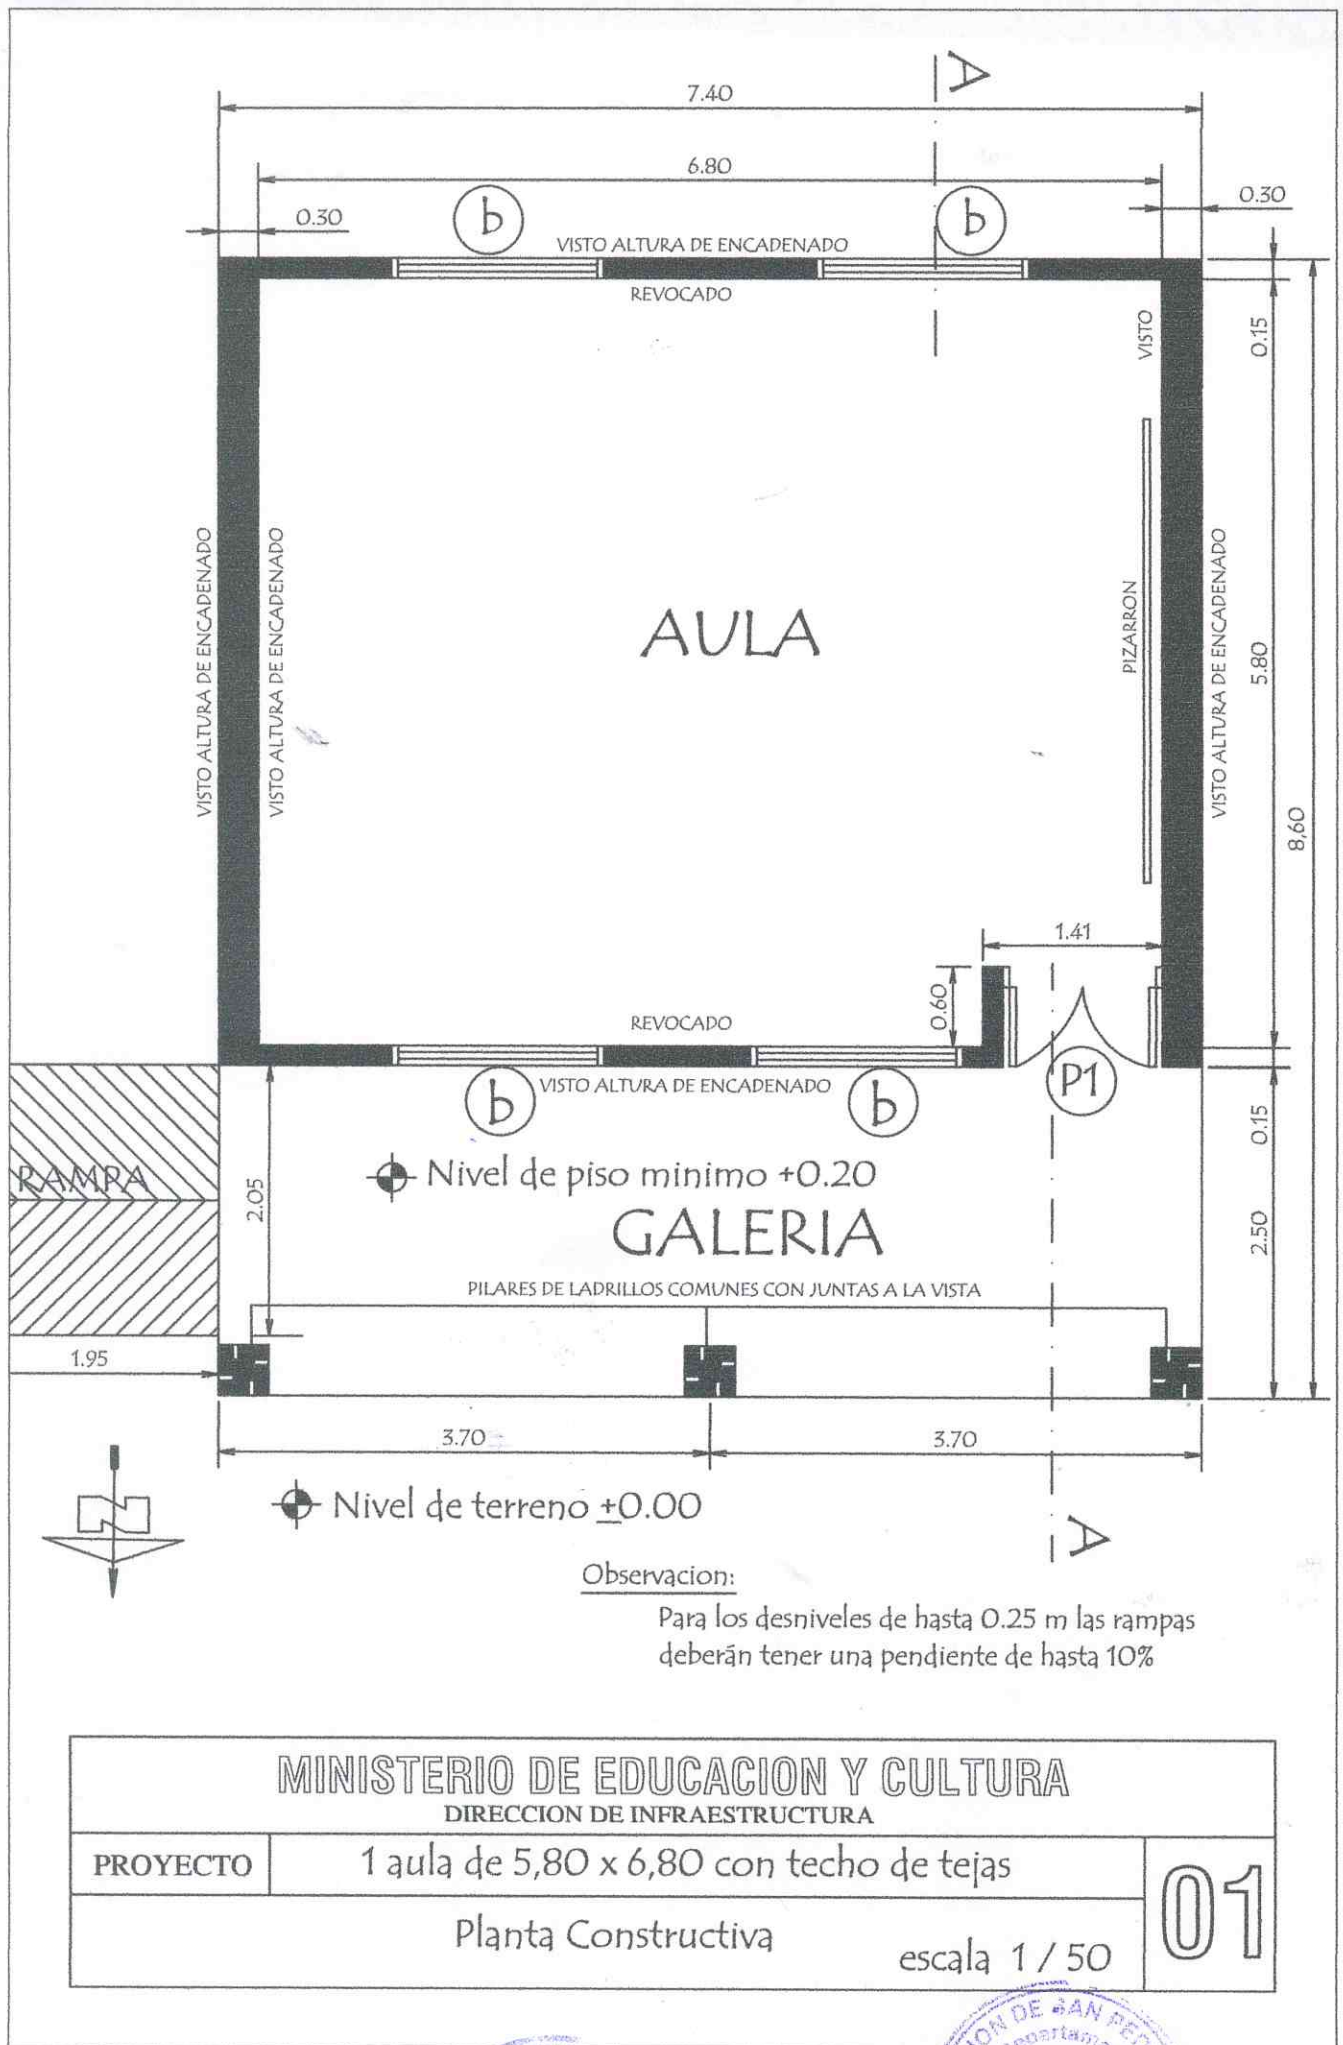 A
7.40
6.80
0.30
0.30
b
b
VISTO ALTURA DE ENCADENADO
REVOCADO
VISTO
0.15
VISTO ALTURA DE ENCADENADO
VISTO ALTURA DE ENCADENADO
AULA
PIZARRON
VISTO ALTURA DE ENCADENADO
5.80
8,60
1.41
0.60
REVOCADO
b
VISTO ALTURA DE ENCADENADO
b
P1
0.15
RAMPA
2.05
Nivel de piso minimo +0.20
GALERIA
2.50
PILARES DE LADRILLOS COMUNES CON JUNTAS A LA VISTA
1.95
3.70
3.70
N
Nivel de terreno ±0.00
A
Observacion:
Para los desniveles de hasta 0.25 m las rampas
deberán tener una pendiente de hasta 10%
MINISTERIO DE EDUCACION Y CULTURA
DIRECCION DE INFRAESTRUCTURA
PROYECTO
1 aula de 5,80 x 6,80 con techo de tejas
01
Planta Constructiva
escala 1 / 50
DE SAN